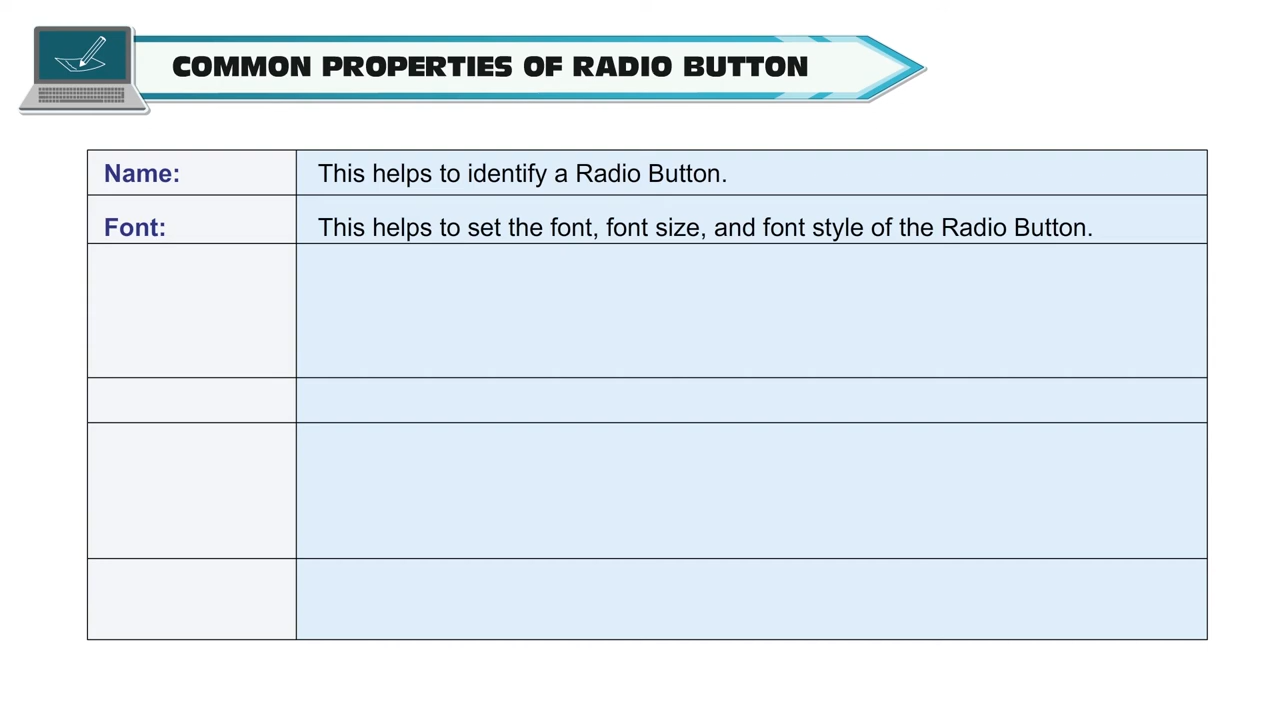 COMMON PROPERTIES OF RADIO BUTTON
Name: This helps to identify a Radio Button.
Font: This helps to set the font, font size, and font style of the Radio Button.